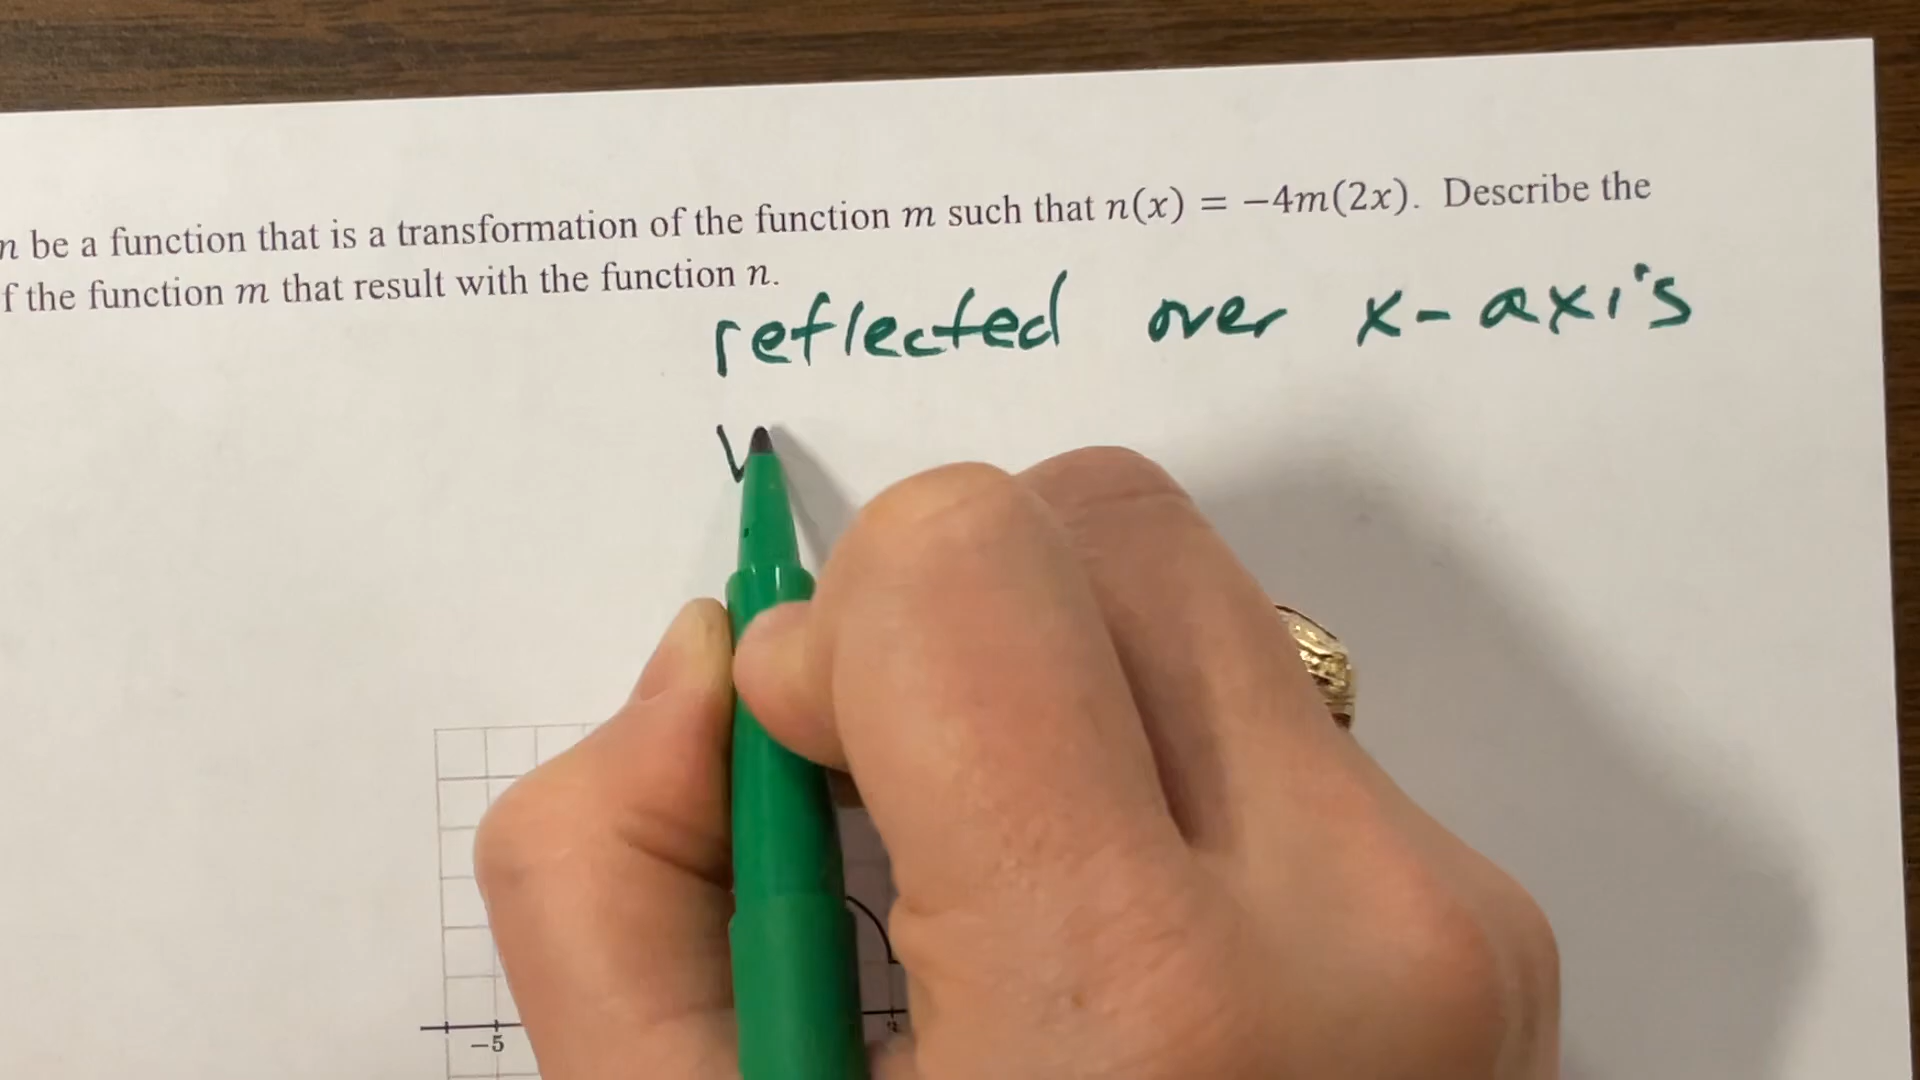 n be a function that is a transformation of the function m such that n(x) = −4m(2x). Describe the
f the function m that result with the function n.
reflected over x-axis
−5